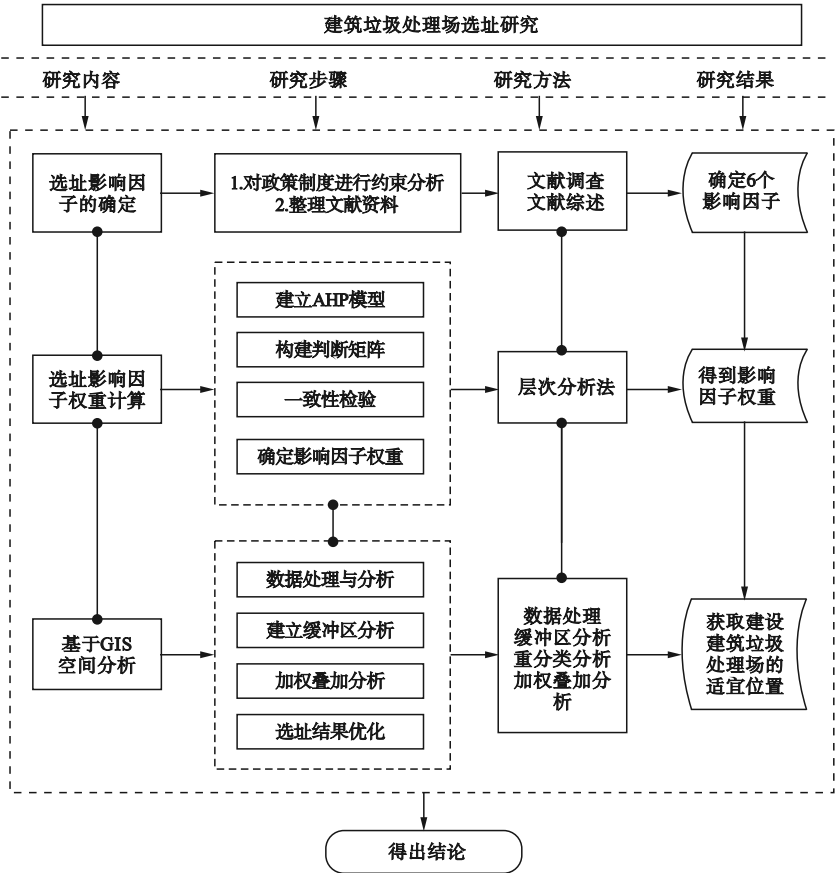 建筑垃圾处理场选址研究
研究内容
研究步骤
研究方法
研究结果
选址影响因
子的确定
1.对政策制度进行约束分析
2.整理文献资料
文献调查
文献综述
确定6个
影响因子
建立AHP模型
构建判断矩阵
一致性检验
确定影响因子权重
选址影响因
子权重计算
层次分析法
得到影响
因子权重
数据处理与分析
建立缓冲区分析
加权叠加分析
选址结果优化
基于GIS
空间分析
数据处理
缓冲区分析
重分类分析
加权叠加分
析
获取建设
建筑垃圾
处理场的
适宜位置
得出结论